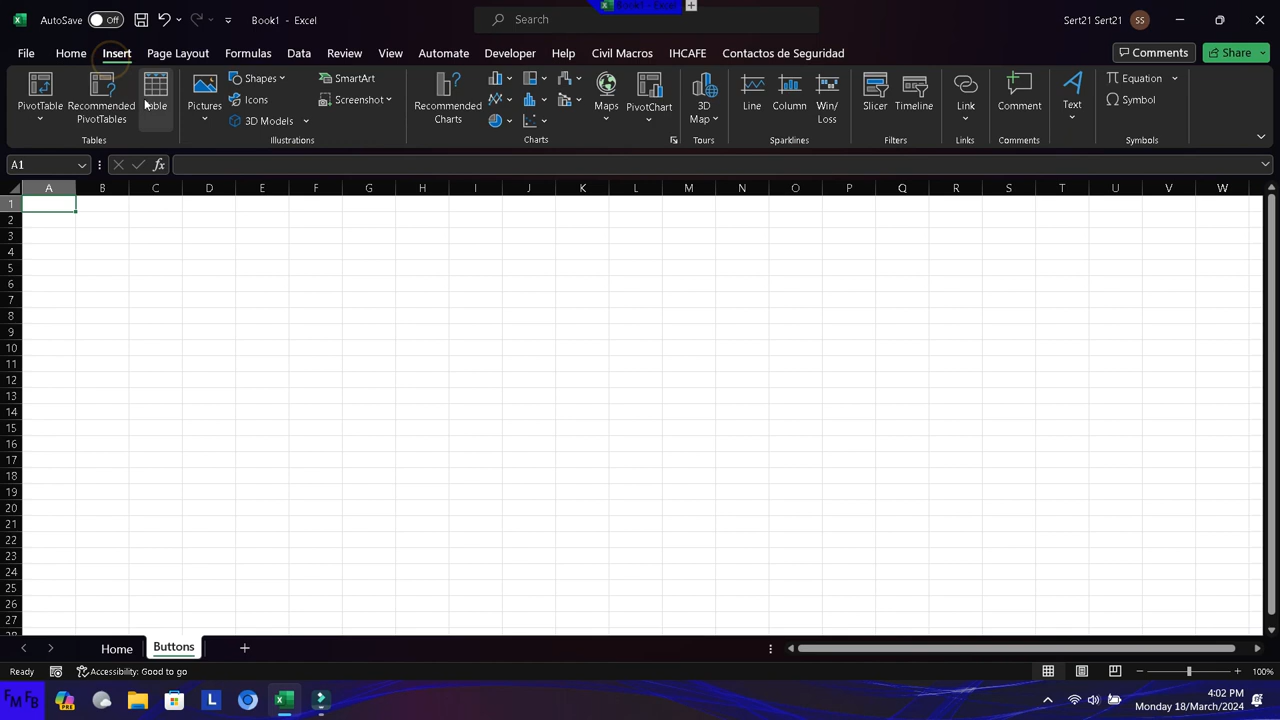 Book1 - Excel
AutoSave Off Book1 - Excel Search Sert21 Sert21 SS
File Home Insert Page Layout Formulas Data Review View Automate Developer Help Civil Macros IHCAFE Contactos de Seguridad Comments Share
PivotTable Recommended PivotTables Table Pictures Shapes Icons 3D Models SmartArt Screenshot Recommended Charts Maps PivotChart 3D Map Line Column Win/Loss Slicer Timeline Link Comment Text Equation Symbol
Tables Illustrations Charts Tours Sparklines Filters Links Comments Symbols
A1 fx
A B C D E F G H I J K L M N O P Q R S T U V W
1
2
3
4
5
6
7
8
9
10
11
12
13
14
15
16
17
18
19
20
21
22
23
24
25
26
27
28
Home Buttons
Ready Accessibility: Good to go 100%
FM FB L 4:02 PM
Monday 18/March/2024